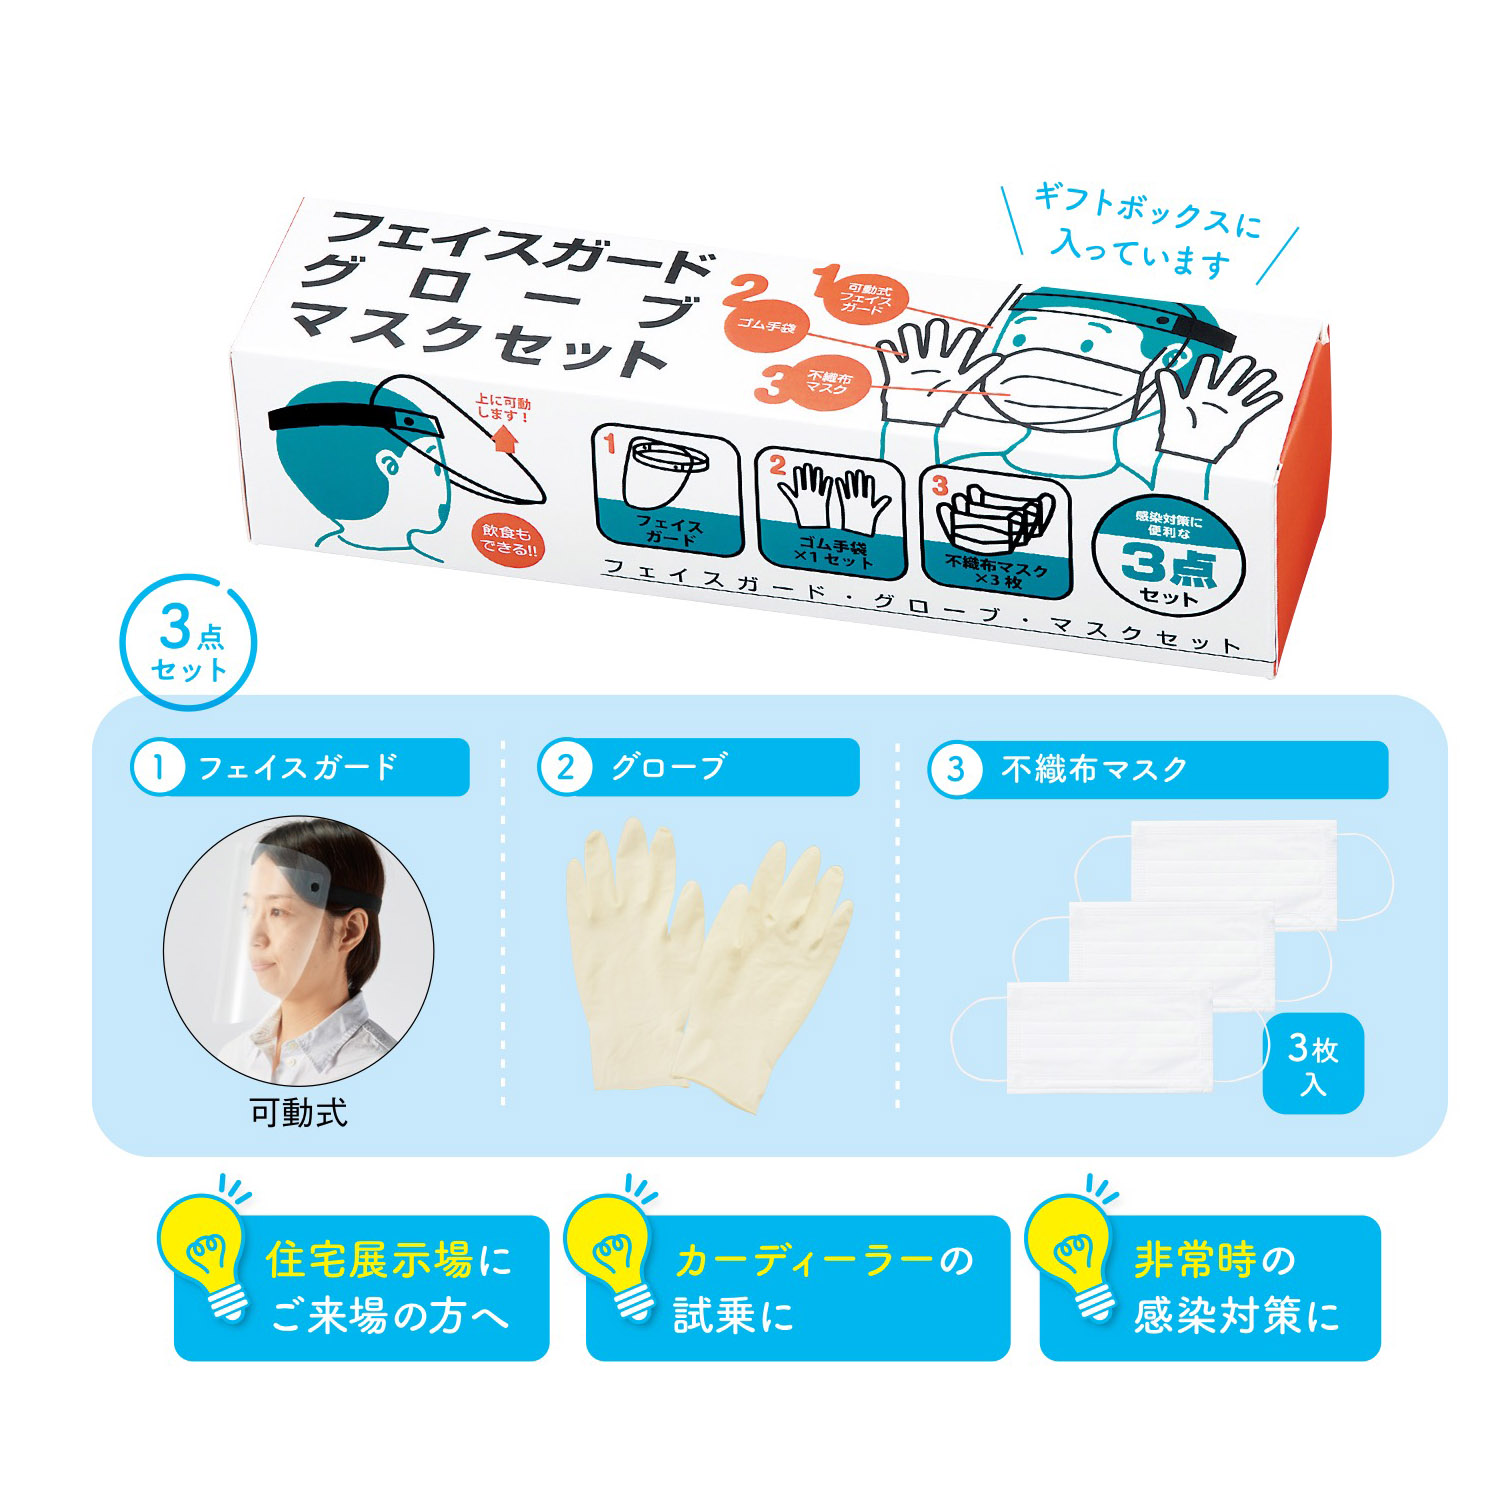 ギフトボックスに
入っています
フェイスガード
グローブ
マスクセット
1
可動式
フェイス
ガード
2
ゴム手袋
3
不織布
マスク
上に可動
します!
飲食も
できる!!
1
フェイス
ガード
2
ゴム手袋
×1セット
3
不織布マスク
×3枚
感染対策に
便利な
3点
セット
フェイスガード・グローブ・マスクセット
3点
セット
1 フェイスガード
2 グローブ
3 不織布マスク
可動式
3枚
入
住宅展示場に
ご来場の方へ
カーディーラーの
試乗に
非常時の
感染対策に